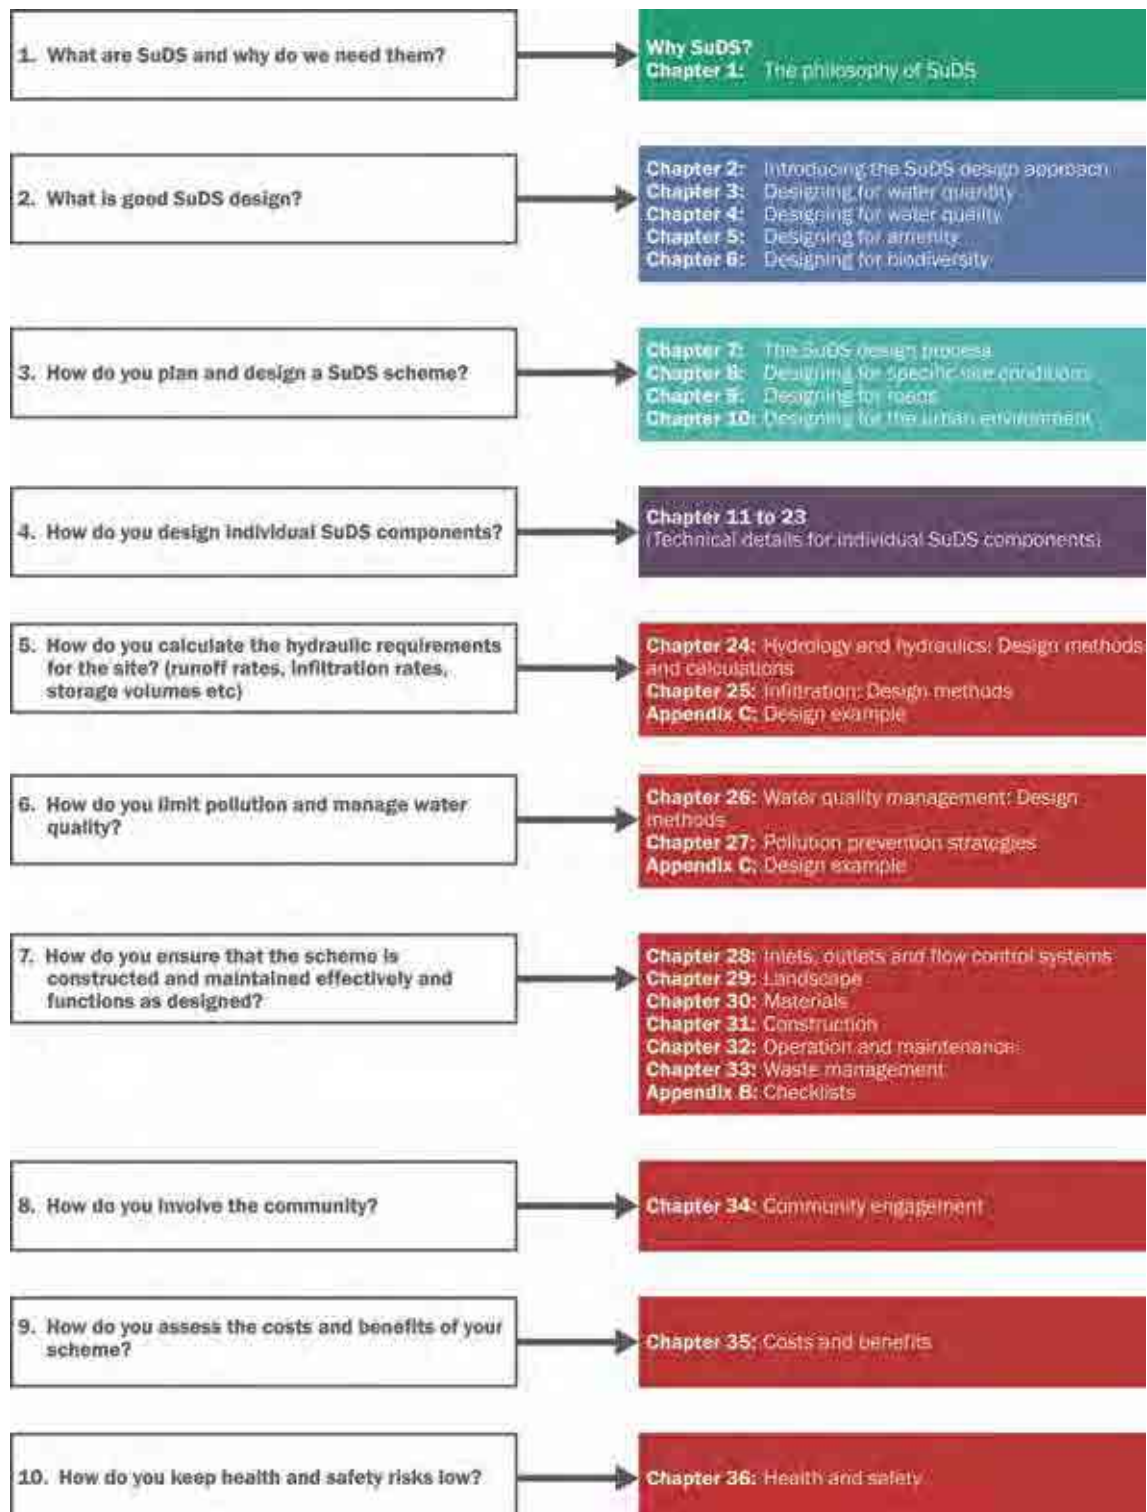 1. What are SuDS and why do we need them?
Why SuDS?
Chapter 1: The philosophy of SuDS
2. What is good SuDS design?
Chapter 2: Introducing the SuDS design approach
Chapter 3: Designing for water quantity
Chapter 4: Designing for water quality
Chapter 5: Designing for amenity
Chapter 6: Designing for biodiversity
3. How do you plan and design a SuDS scheme?
Chapter 7: The SuDS design process
Chapter 8: Designing for specific site conditions
Chapter 9: Designing for roads
Chapter 10: Designing for the urban environment
4. How do you design individual SuDS components?
Chapter 11 to 23
(Technical details for individual SuDS components)
5. How do you calculate the hydraulic requirements
for the site? (runoff rates, infiltration rates,
storage volumes etc)
Chapter 24: Hydrology and hydraulics: Design methods
and calculations
Chapter 25: Infiltration: Design methods
Appendix C: Design example
6. How do you limit pollution and manage water
quality?
Chapter 26: Water quality management: Design
methods
Chapter 27: Pollution prevention strategies
Appendix C: Design example
7. How do you ensure that the scheme is
constructed and maintained effectively and
functions as designed?
Chapter 28: Inlets, outlets and flow control systems
Chapter 29: Landscape
Chapter 30: Materials
Chapter 31: Construction
Chapter 32: Operation and maintenance
Chapter 33: Waste management
Appendix B: Checklists
8. How do you involve the community?
Chapter 34: Community engagement
9. How do you assess the costs and benefits of your
scheme?
Chapter 35: Costs and benefits
10. How do you keep health and safety risks low?
Chapter 36: Health and safety